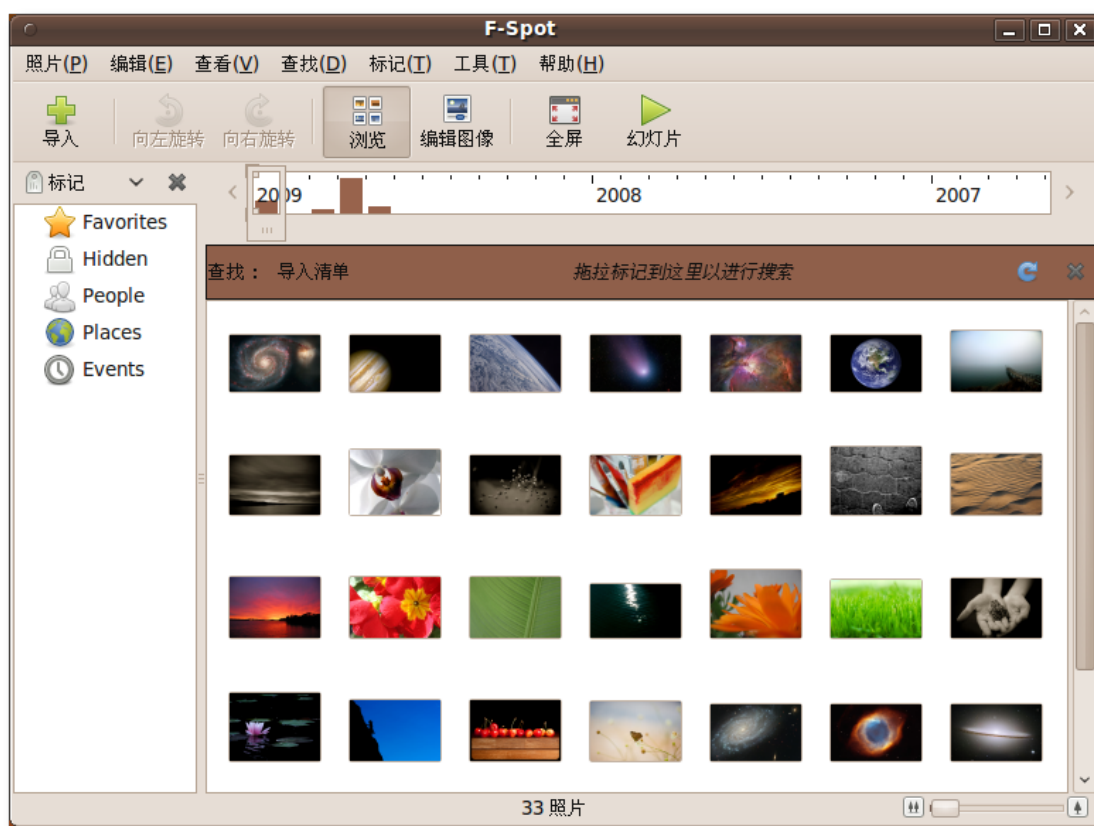 F-Spot
照片(P) 编辑(E) 查看(V) 查找(D) 标记(T) 工具(T) 帮助(H)
导入 向左旋转 向右旋转 浏览 编辑图像 全屏 幻灯片
标记
2009 2008 2007
Favorites
Hidden
People
Places
Events
查找： 导入清单 拖拉标记到这里以进行搜索
33 照片